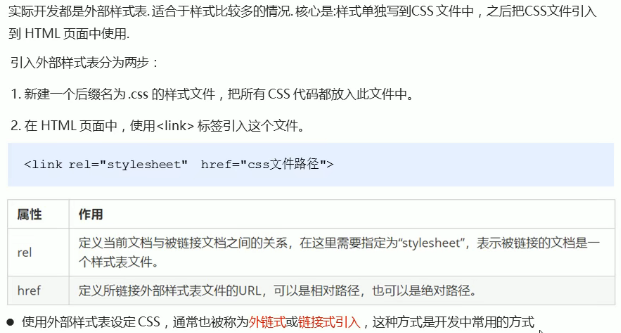 实际开发都是外部样式表. 适合于样式比较多的情况. 核心是:样式单独写到CSS 文件中，之后把CSS文件引入
到 HTML 页面中使用.
引入外部样式表分为两步：
1. 新建一个后缀名为 .css 的样式文件，把所有 CSS 代码都放入此文件中。
2. 在 HTML 页面中，使用<link> 标签引入这个文件。
<link rel="stylesheet"  href="css文件路径">
属性 作用
rel 定义当前文档与被链接文档之间的关系，在这里需要指定为“stylesheet”，表示被链接的文档是一
个样式表文件。
href 定义所链接外部样式表文件的URL，可以是相对路径，也可以是绝对路径。
● 使用外部样式表设定 CSS，通常也被称为外链式或链接式引入，这种方式是开发中常用的方式